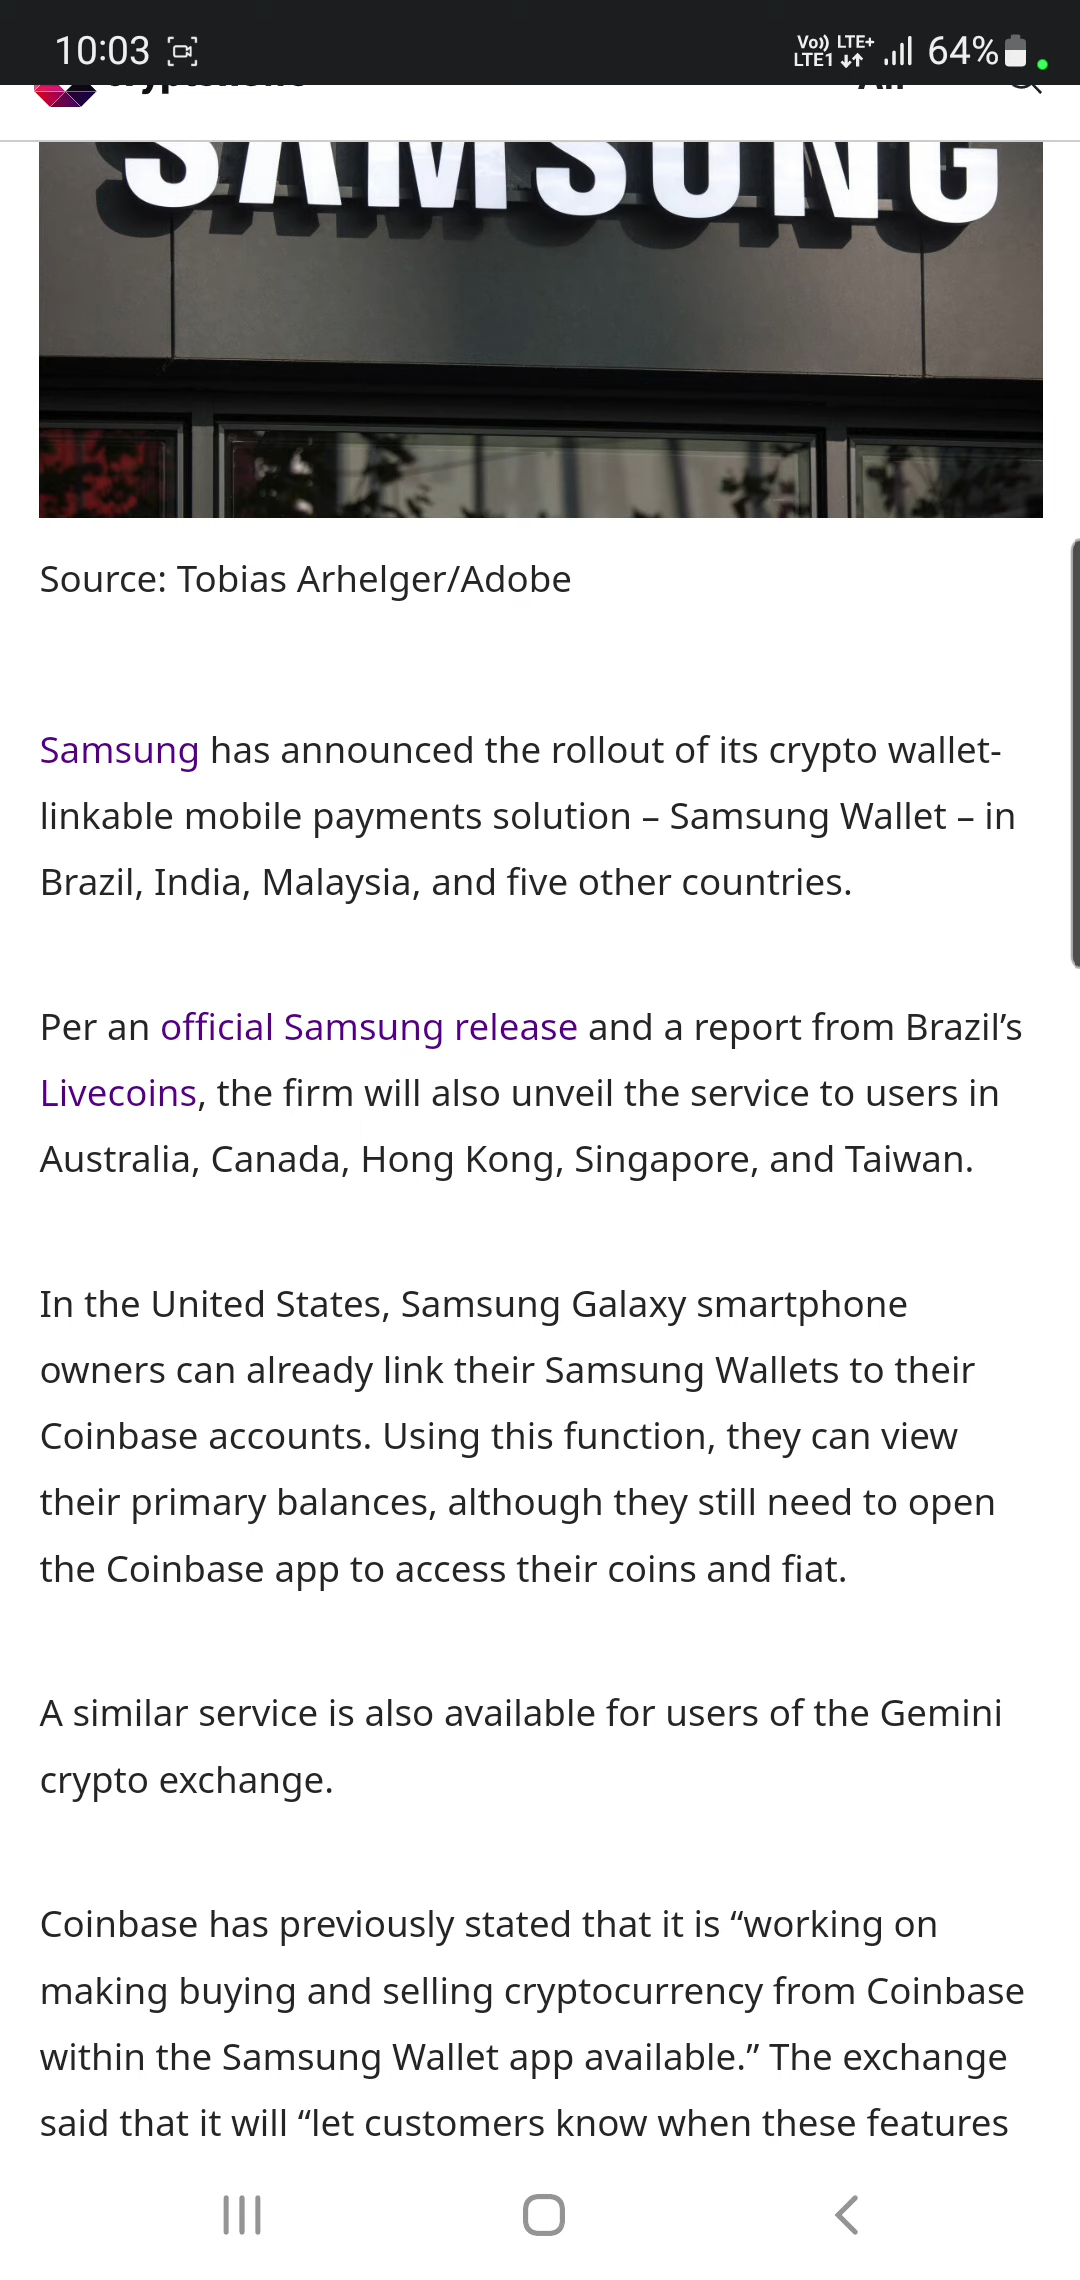 10:03
Vo)) LTE+
LTE1
64%
SAMSUNG
Source: Tobias Arhelger/Adobe
Samsung has announced the rollout of its crypto wallet-
linkable mobile payments solution – Samsung Wallet – in
Brazil, India, Malaysia, and five other countries.
Per an official Samsung release and a report from Brazil’s
Livecoins, the firm will also unveil the service to users in
Australia, Canada, Hong Kong, Singapore, and Taiwan.
In the United States, Samsung Galaxy smartphone
owners can already link their Samsung Wallets to their
Coinbase accounts. Using this function, they can view
their primary balances, although they still need to open
the Coinbase app to access their coins and fiat.
A similar service is also available for users of the Gemini
crypto exchange.
Coinbase has previously stated that it is “working on
making buying and selling cryptocurrency from Coinbase
within the Samsung Wallet app available.” The exchange
said that it will “let customers know when these features